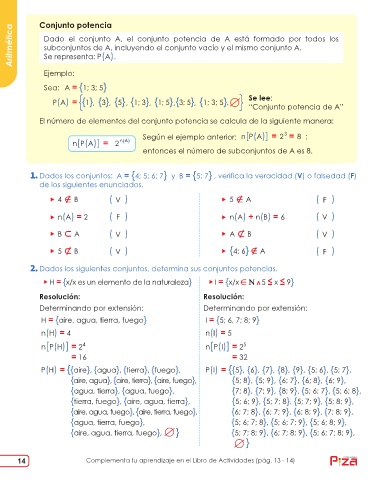 Aritmética
Conjunto potencia
Dado el conjunto A, el conjunto potencia de A está formado por todos los
subconjuntos de A, incluyendo el conjunto vacío y el mismo conjunto A.
Se representa: P(A).
Ejemplo:
Sea: A = {1; 3; 5}
P(A) = {{1}, {3}, {5}, {1; 3}, {1; 5},{3; 5}, {1; 3; 5}, ∅} Se lee:
"Conjunto potencia de A"
El número de elementos del conjunto potencia se calcula de la siguiente manera:
n[P(A)] = 2ⁿ⁽ᴬ⁾
Según el ejemplo anterior: n[P(A)] = 2³ = 8 ;
entonces el número de subconjuntos de A es 8.
1. Dados los conjuntos: A = {4; 5; 6; 7} y B = {5; 7}, verifica la veracidad (V) o falsedad (F)
de los siguientes enunciados.
▸ 4 ∉ B ( V ) ▸ 5 ∉ A ( F )
▸ n(A) = 2 ( F ) ▸ n(A) + n(B) = 6 ( V )
▸ B ⊂ A ( V ) ▸ A ⊄ B ( V )
▸ 5 ⊄ B ( V ) ▸ {4; 6} ∉ A ( F )
2. Dados los siguientes conjuntos, determina sus conjuntos potencias.
▸ H = {x/x es un elemento de la naturaleza} ▸ I = {x/x ∈ ℕ ∧ 5 ≤ x ≤ 9}
Resolución: Resolución:
Determinando por extensión: Determinando por extensión:
H = {aire, agua, tierra, fuego} I = {5; 6; 7; 8; 9}
n(H) = 4 n(I) = 5
n[P(H)] = 2⁴ n[P(I)] = 2⁵
= 16 = 32
P(H) = {{aire}, {agua}, {tierra}, {fuego}, P(I) = {{5}, {6}, {7}, {8}, {9}, {5; 6}, {5; 7},
{aire, agua}, {aire, tierra}, {aire, fuego}, {5; 8}, {5; 9}, {6; 7}, {6; 8}, {6; 9},
{agua, tierra}, {agua, fuego}, {7; 8}, {7; 9}, {8; 9}, {5; 6; 7}, {5; 6; 8},
{tierra, fuego}, {aire, agua, tierra}, {5; 6; 9}, {5; 7; 8}, {5; 7; 9}, {5; 8; 9},
{aire, agua, fuego}, {aire, tierra, fuego}, {6; 7; 8}, {6; 7; 9}, {6; 8; 9}, {7; 8; 9},
{agua, tierra, fuego}, {5; 6; 7; 8}, {5; 6; 7; 9}, {5; 6; 8; 9},
{aire, agua, tierra, fuego}, ∅} {5; 7; 8; 9}, {6; 7; 8; 9}, {5; 6; 7; 8; 9},
∅}
14 Complementa tu aprendizaje en el Libro de Actividades (pág. 13 - 14)